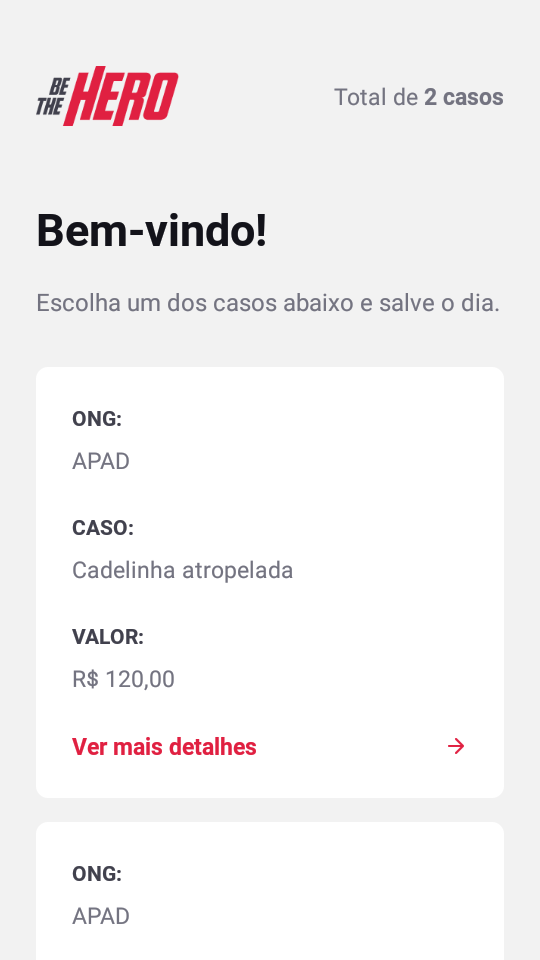 BE
THE HERO
Total de 2 casos
Bem-vindo!
Escolha um dos casos abaixo e salve o dia.
ONG:
APAD
CASO:
Cadelinha atropelada
VALOR:
R$ 120,00
Ver mais detalhes
ONG:
APAD